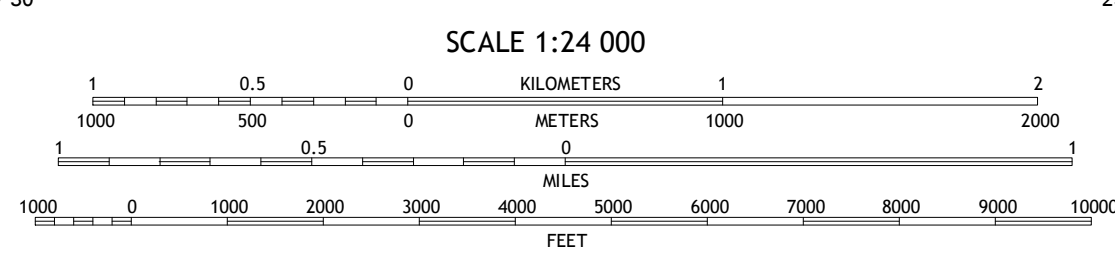 30
2
SCALE 1:24 000
1 0.5 0 KILOMETERS 1 2
1000 500 0 METERS 1000 2000
1 0.5 0 1
MILES
1000 0 1000 2000 3000 4000 5000 6000 7000 8000 9000 10000
FEET